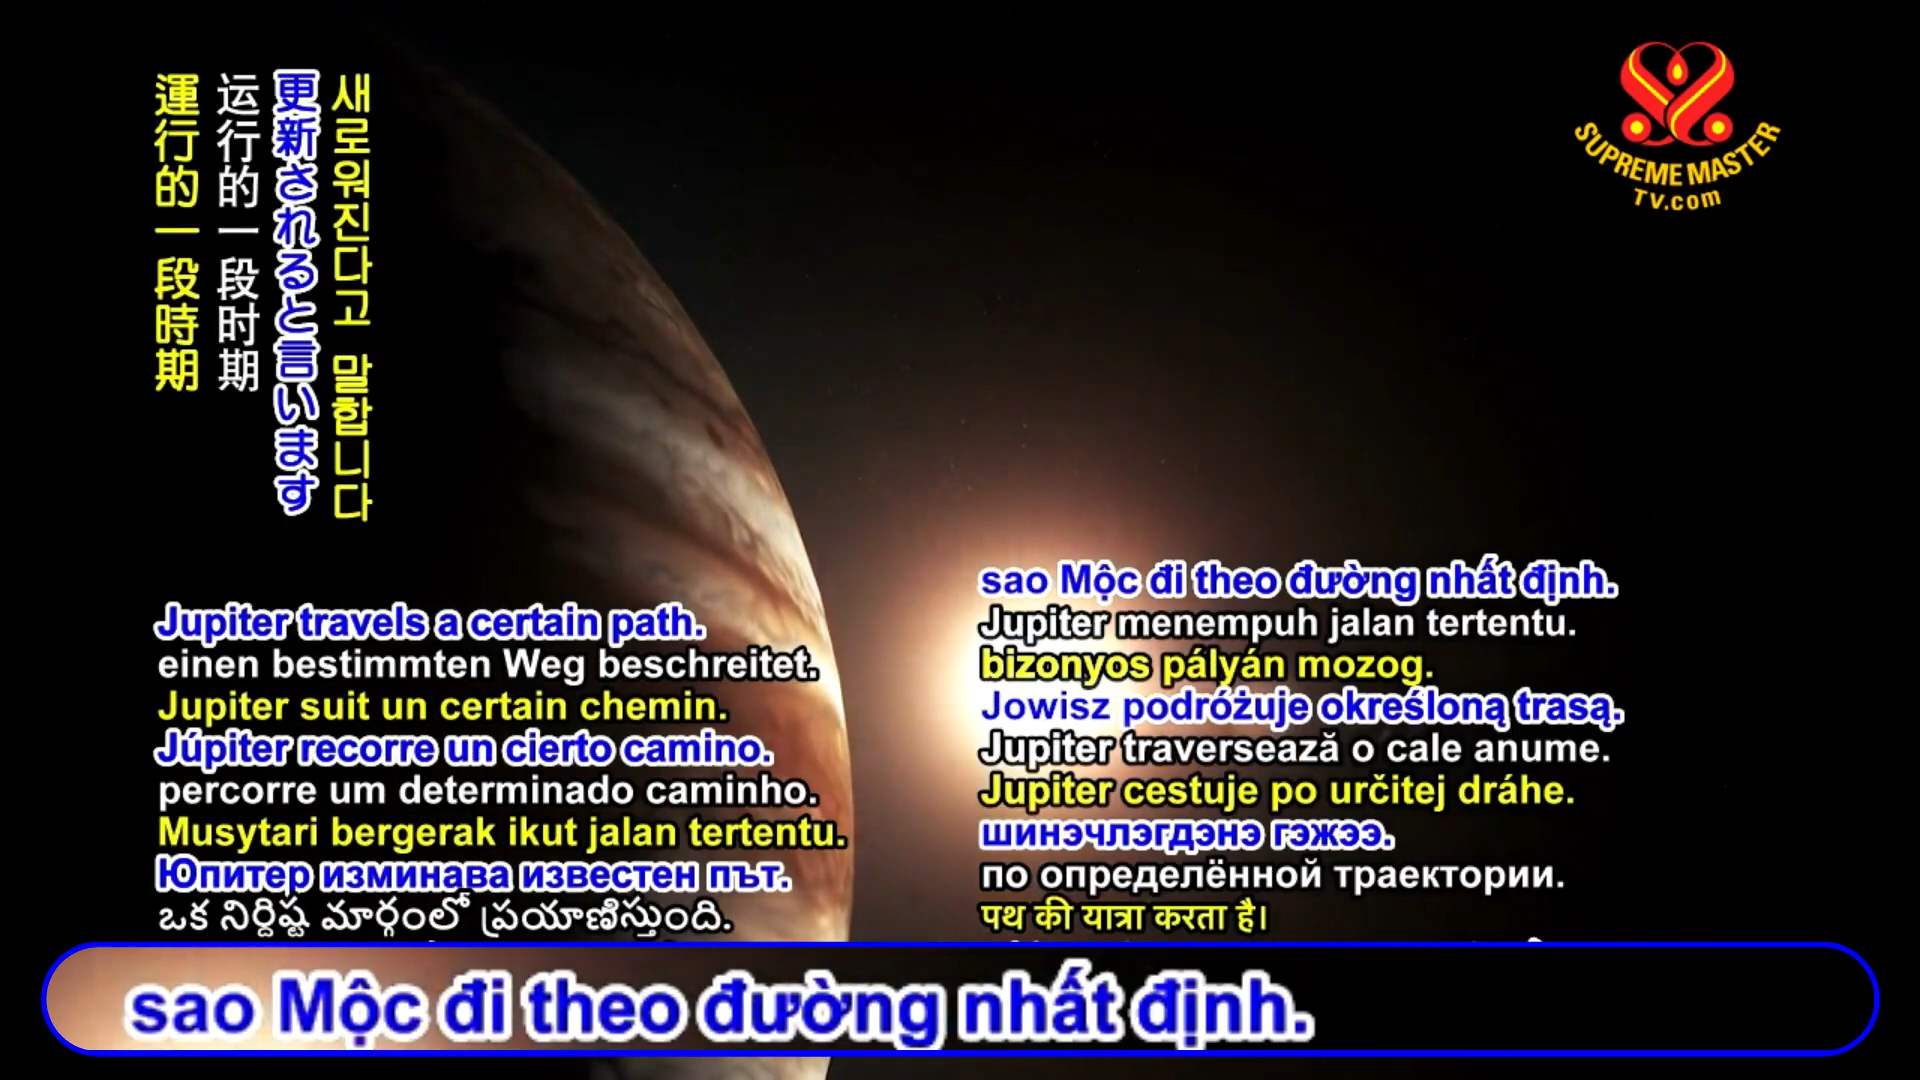 運行的一段時期
运行的一段时期
更新されると言います
새로워진다고 말합니다
SUPREME MASTER
TV.com
Jupiter travels a certain path.
einen bestimmten Weg beschreitet.
Jupiter suit un certain chemin.
Júpiter recorre un cierto camino.
percorre um determinado caminho.
Musytari bergerak ikut jalan tertentu.
Юпитер изминава известен път.
ఒక నిర్దిష్ట మార్గంలో ప్రయాణిస్తుంది.
sao Mộc đi theo đường nhất định.
Jupiter menempuh jalan tertentu.
bizonyos pályán mozog.
Jowisz podróżuje określoną trasą.
Jupiter traversează o cale anume.
Jupiter cestuje po určitej dráhe.
шинэчлэгдэнэ гэжээ.
по определённой траектории.
पथ की यात्रा करता है।
sao Mộc đi theo đường nhất định.